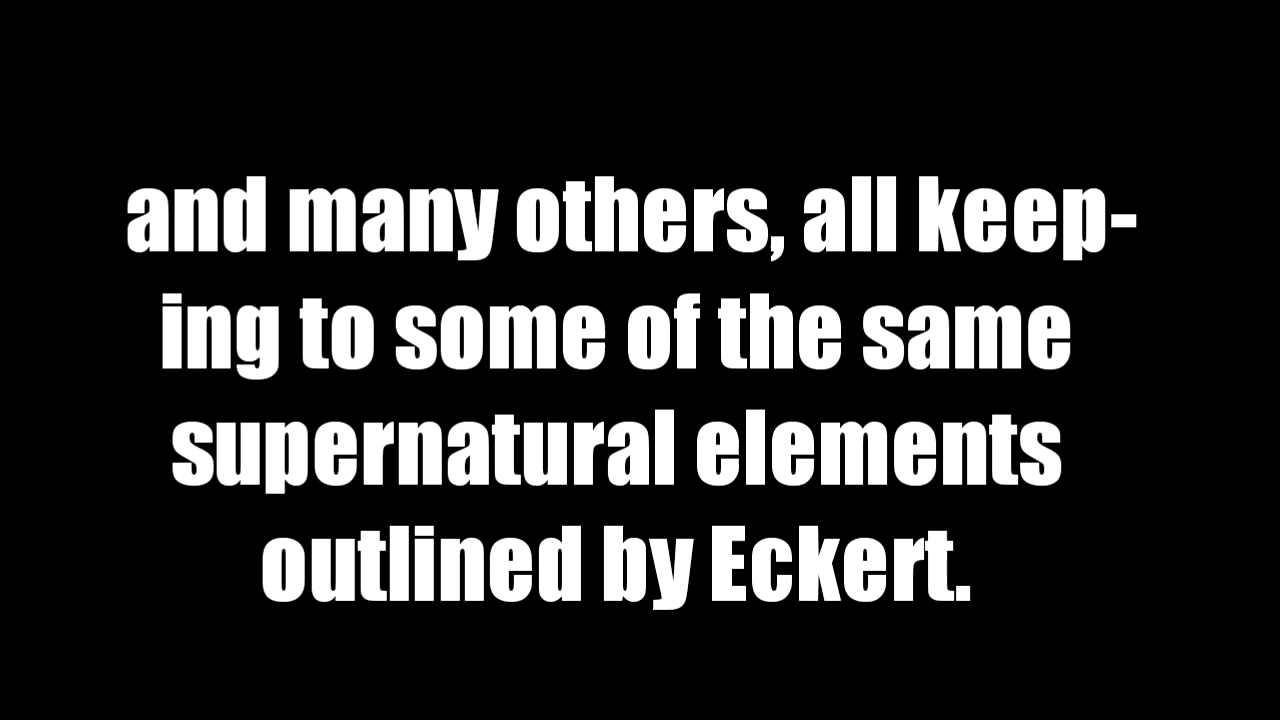 and many others, all keep-
ing to some of the same
supernatural elements
outlined by Eckert.